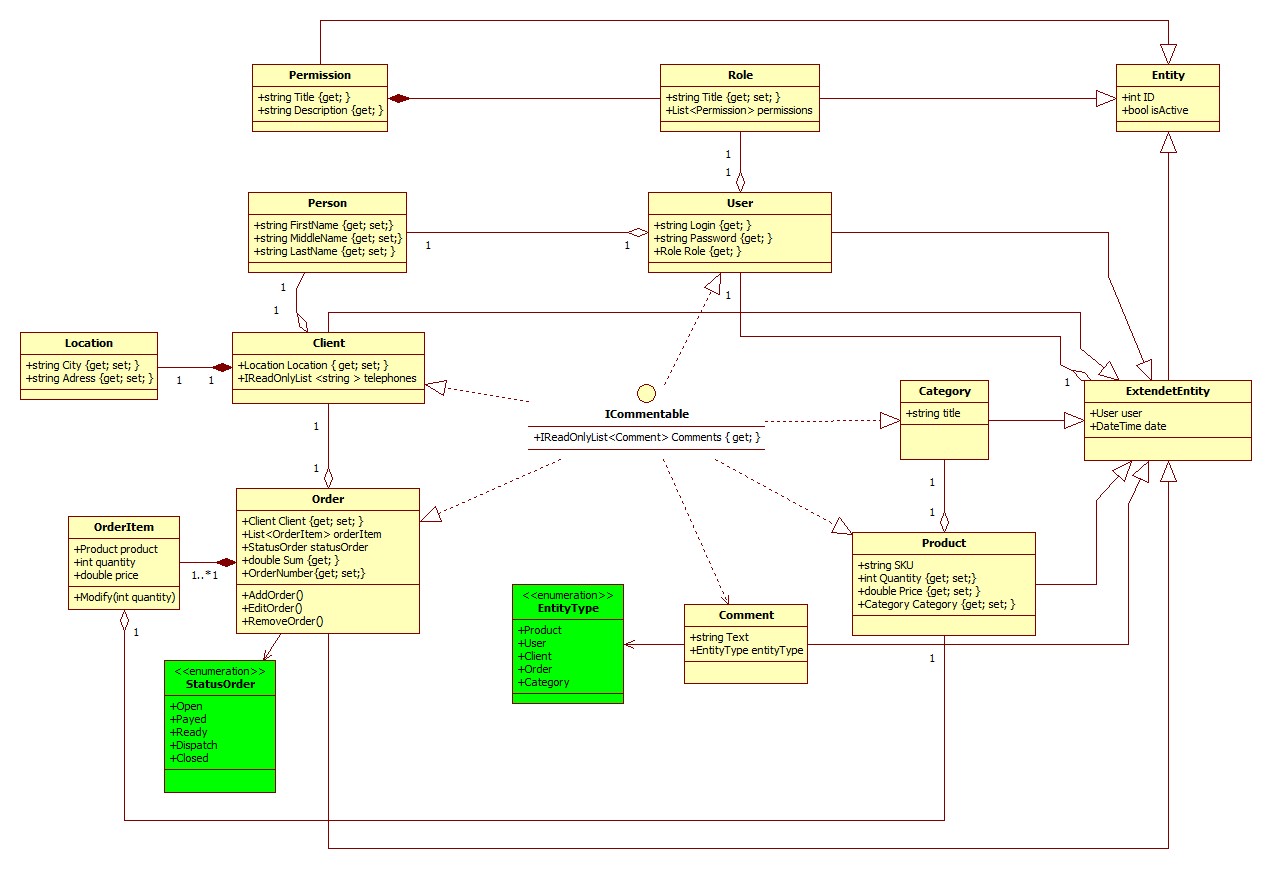 Permission
+string Title {get; }
+string Description {get; }
Role
+string Title {get; set; }
+List<Permission> permissions
Entity
+int ID
+bool isActive
1
1
Person
+string FirstName {get; set;}
+string MiddleName {get; set;}
+string LastName {get; set; }
1
1
User
+string Login {get; }
+string Password {get; }
+Role Role {get; }
1
1
1
Location
+string City {get; set; }
+string Adress {get; set; }
1
1
Client
+Location Location { get; set; }
+IReadOnlyList <string > telephones
ICommentable
+IReadOnlyList<Comment> Comments { get; }
Category
+string title
1
ExtendetEntity
+User user
+DateTime date
1
1
1
1
OrderItem
+Product product
+int quantity
+double price
+Modify(int quantity)
1..*1
1
Order
+Client Client {get; set; }
+List<OrderItem> orderItem
+StatusOrder statusOrder
+double Sum {get; }
+OrderNumber{get; set;}
+AddOrder()
+EditOrder()
+RemoveOrder()
Product
+string SKU
+int Quantity {get; set;}
+double Price {get; set; }
+Category Category {get; set; }
1
<<enumeration>>
EntityType
+Product
+User
+Client
+Order
+Category
Comment
+string Text
+EntityType entityType
<<enumeration>>
StatusOrder
+Open
+Payed
+Ready
+Dispatch
+Closed